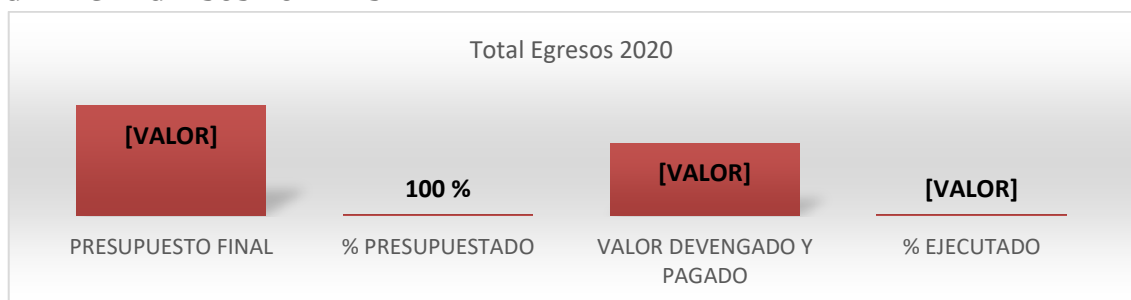 Total Egresos 2020
[VALOR]
100 %
[VALOR]
[VALOR]
PRESUPUESTO FINAL
% PRESUPUESTADO
VALOR DEVENGADO Y
PAGADO
% EJECUTADO